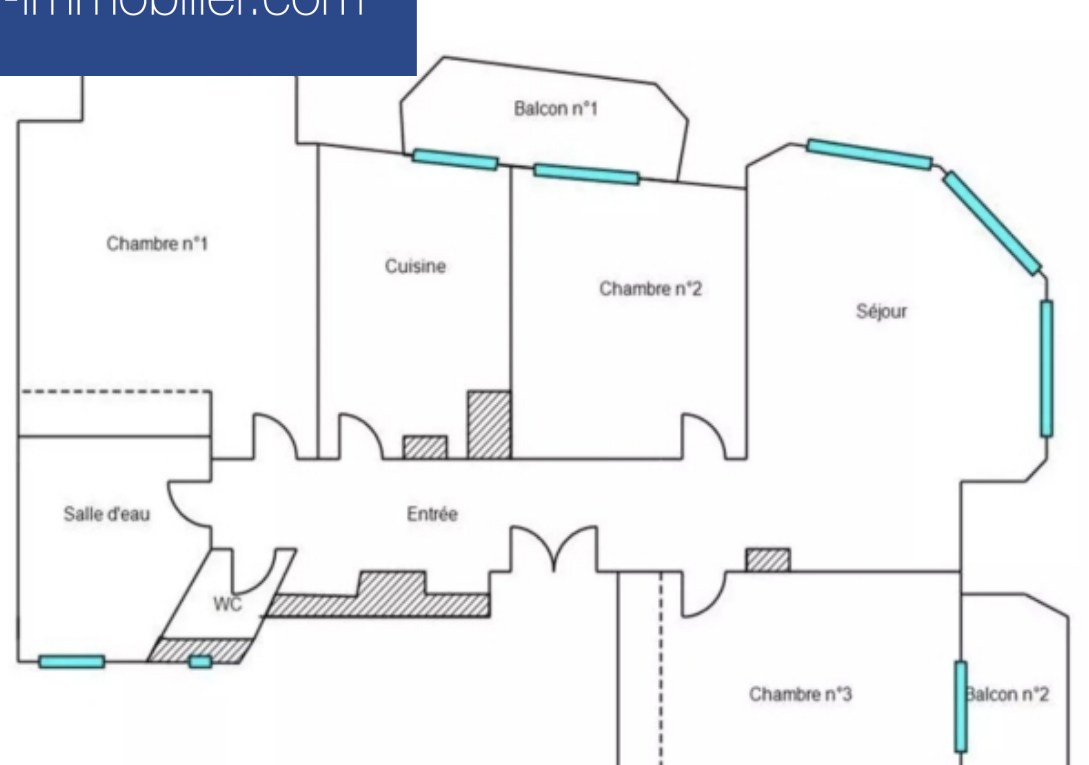 -immobilier.com
Balcon n°1
Chambre n°1
Cuisine
Chambre n°2
Séjour
Salle d'eau
Entrée
WC
Chambre n°3
Balcon n°2